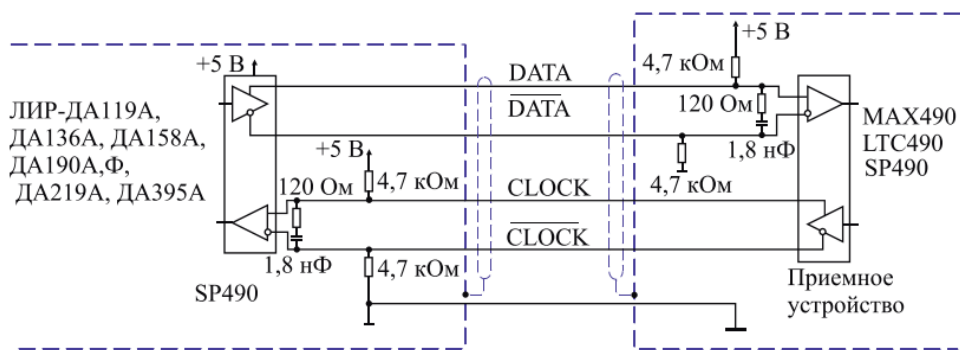 +5 В
ЛИР-ДА119А,
ДА136А, ДА158А,
ДА190А,Ф,
ДА219А, ДА395А
+5 В
120 Ом
4,7 кОм
1,8 нФ
4,7 кОм
SP490
DATA
DATA
CLOCK
CLOCK
+5 В
4,7 кОм
120 Ом
1,8 нФ
4,7 кОм
MAX490
LTC490
SP490
Приемное
устройство